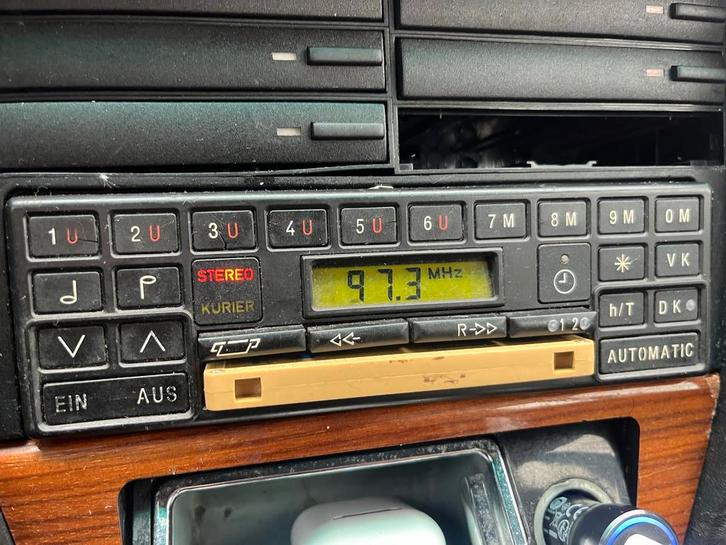 1 U 2 U 3 U 4 U 5 U 6 U 7 M 8 M 9 M 0 M
STEREO
KURIER
97.3 MHz
* VK
h/T DK
R
1 2
AUTOMATIC
EIN AUS